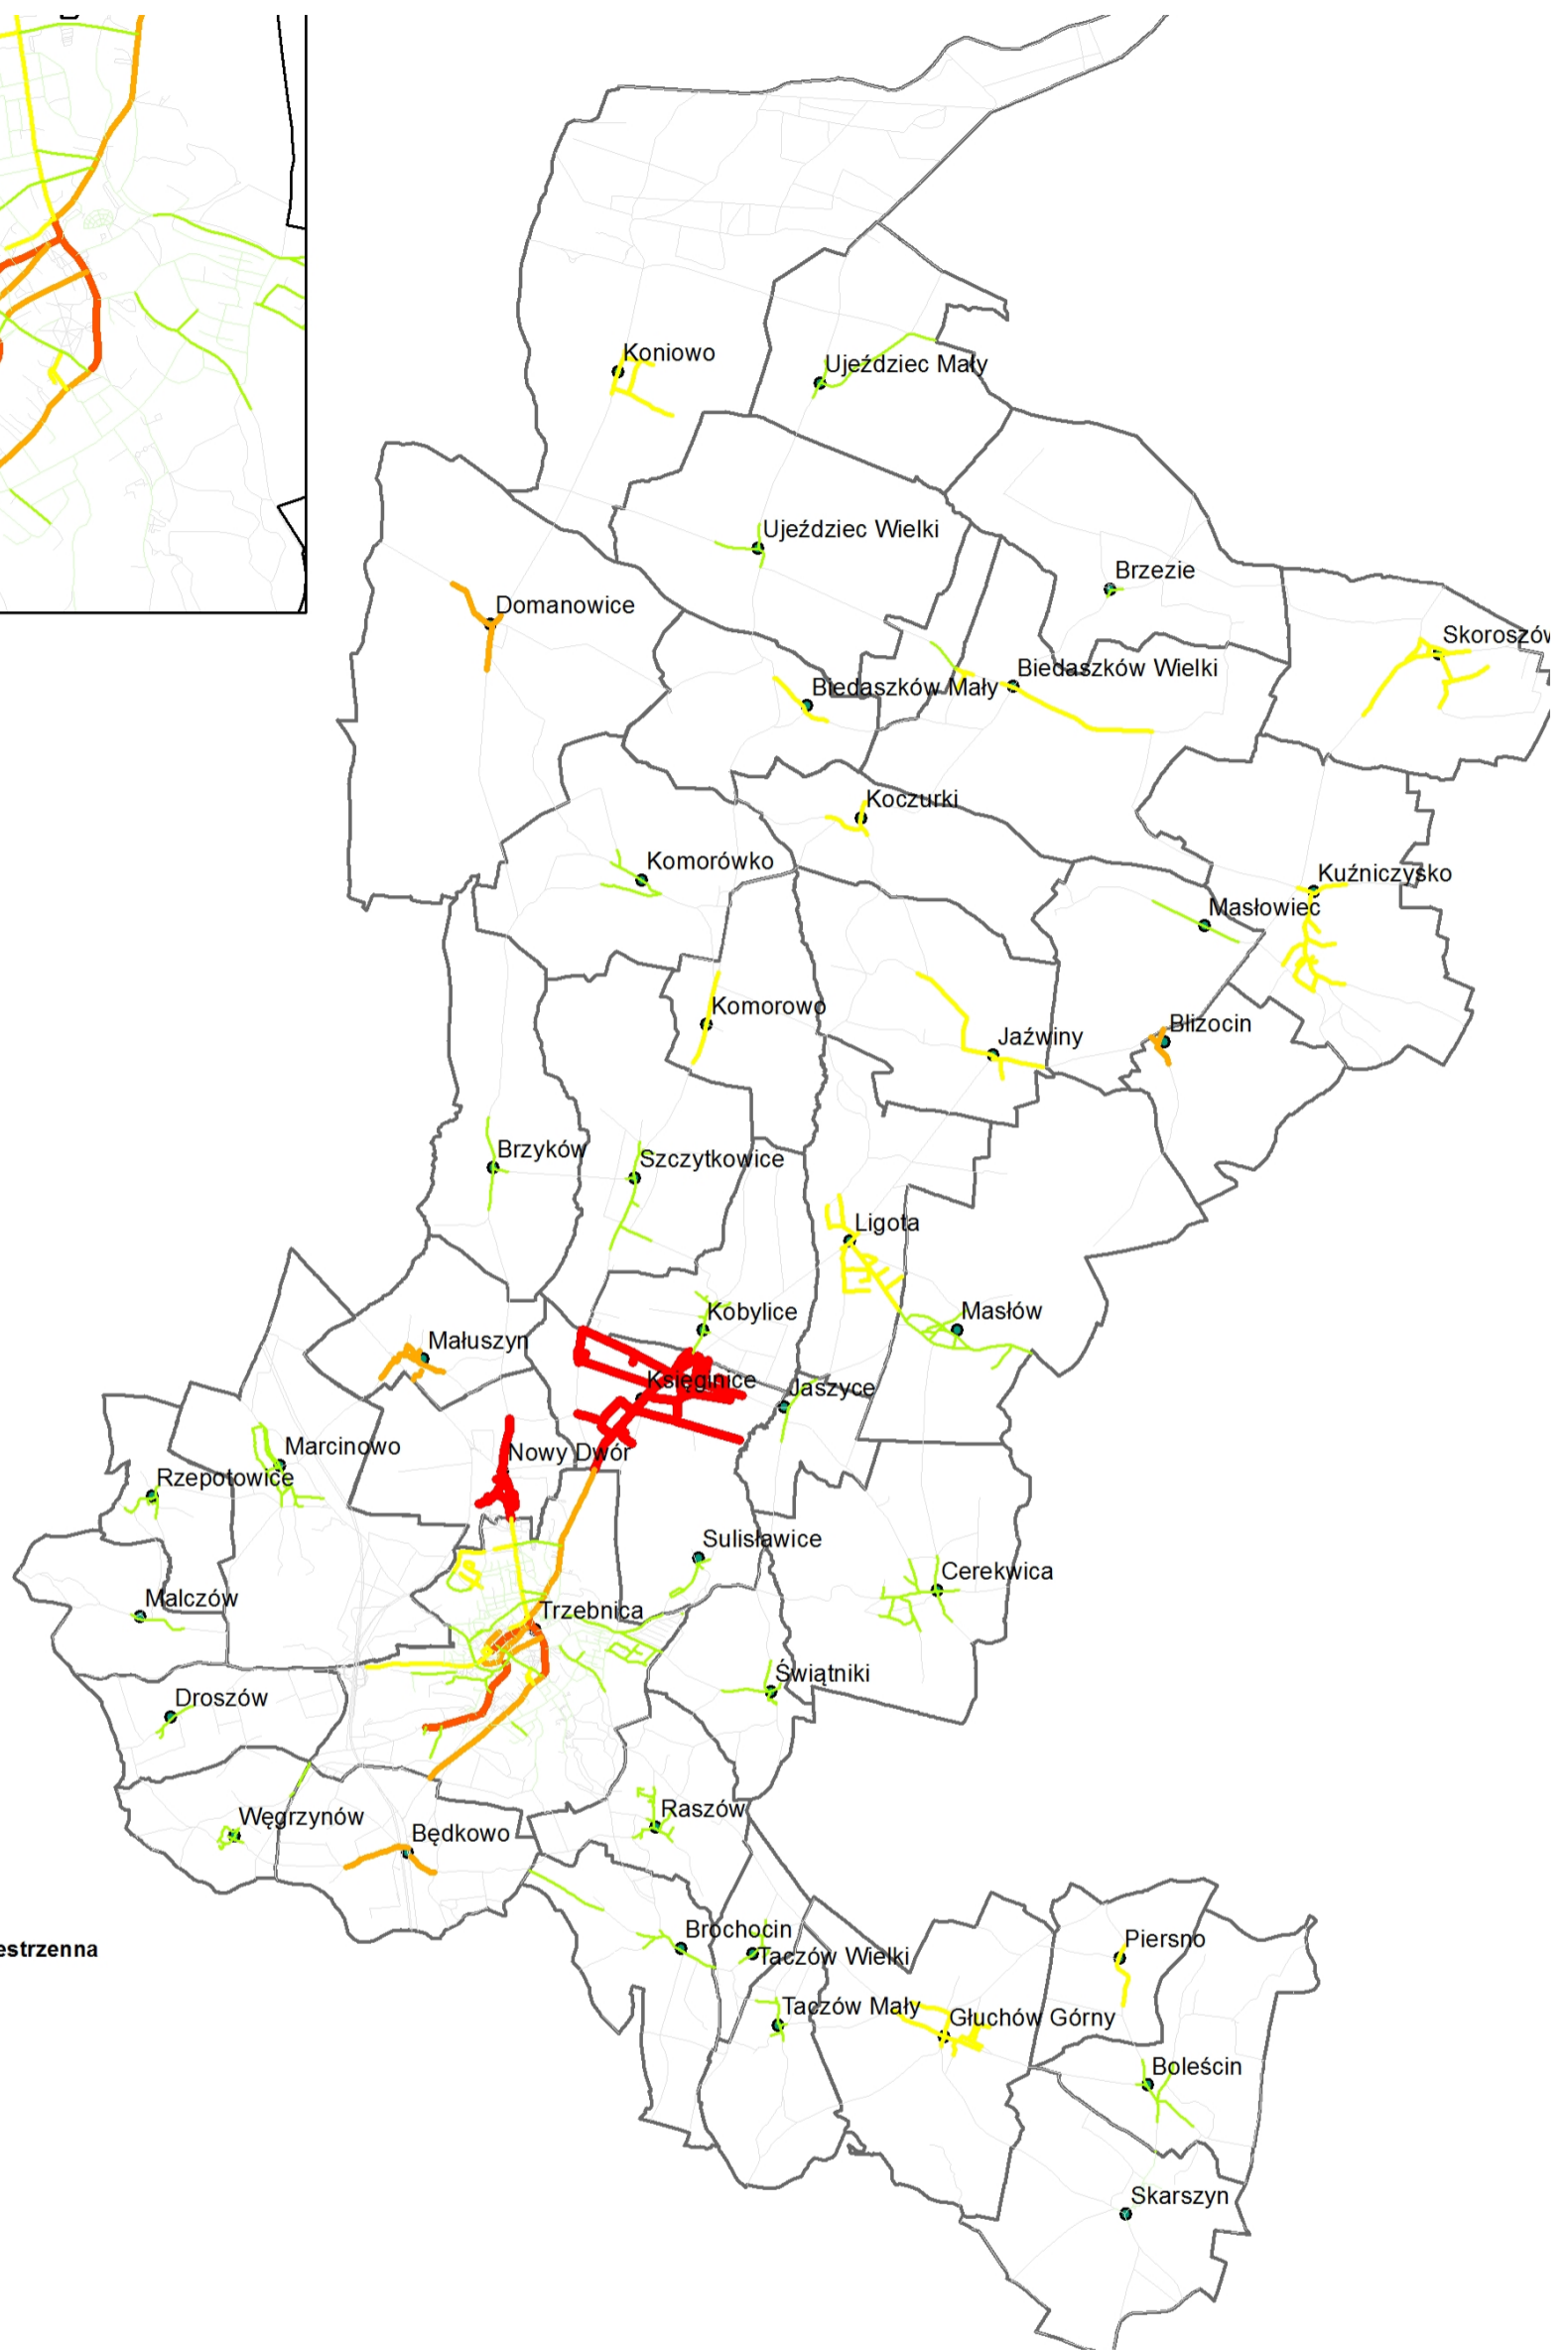 Koniowo
Ujeździec Mały
Ujeździec Wielki
Brzezie
Domanowice
Skoroszów
Biedaszków Wielki
Biedaszków Mały
Koczurki
Komorówko
Kuźniczysko
Masłowiec
Komorowo
Blizocin
Jaźwiny
Brzyków
Szczytkowice
Ligota
Kobylice
Masłów
Małuszyn
Księginice
Jaszyce
Marcinowo
Nowy Dwór
Rzepotowice
Sulisławice
Cerekwica
Malczów
Trzebnica
Świątniki
Droszów
Raszów
Węgrzynów
Będkowo
Brochocin
Piersno
estrzenna
Taczów Wielki
Taczów Mały
Głuchów Górny
Boleścin
Skarszyn